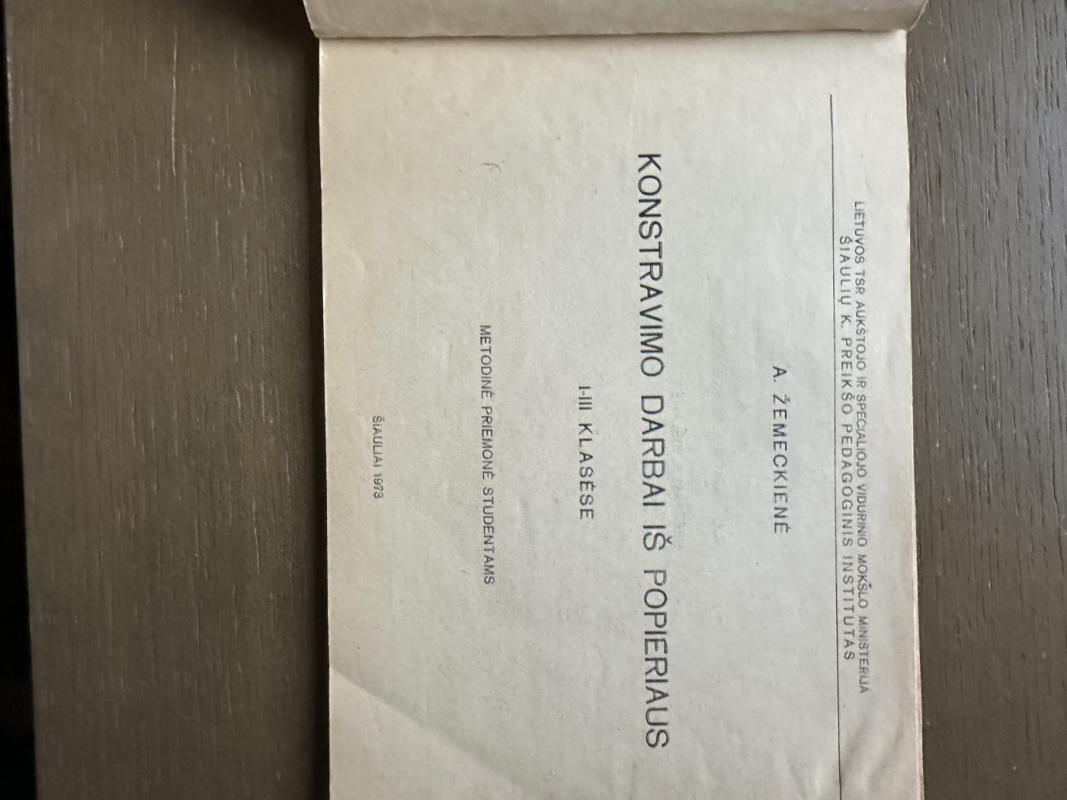 LIETUVOS TSR AUKŠTOJO IR SPECIALIOJO VIDURINIO MOKSLO MINISTERIJA
ŠIAULIŲ K. PREIKŠO PEDAGOGINIS INSTITUTAS
A. ŽEMECKIENĖ
KONSTRAVIMO DARBAI IŠ POPIERIAUS
I-III KLASĖSE
METODINĖ PRIEMONĖ STUDENTAMS
ŠIAULIAI 1973